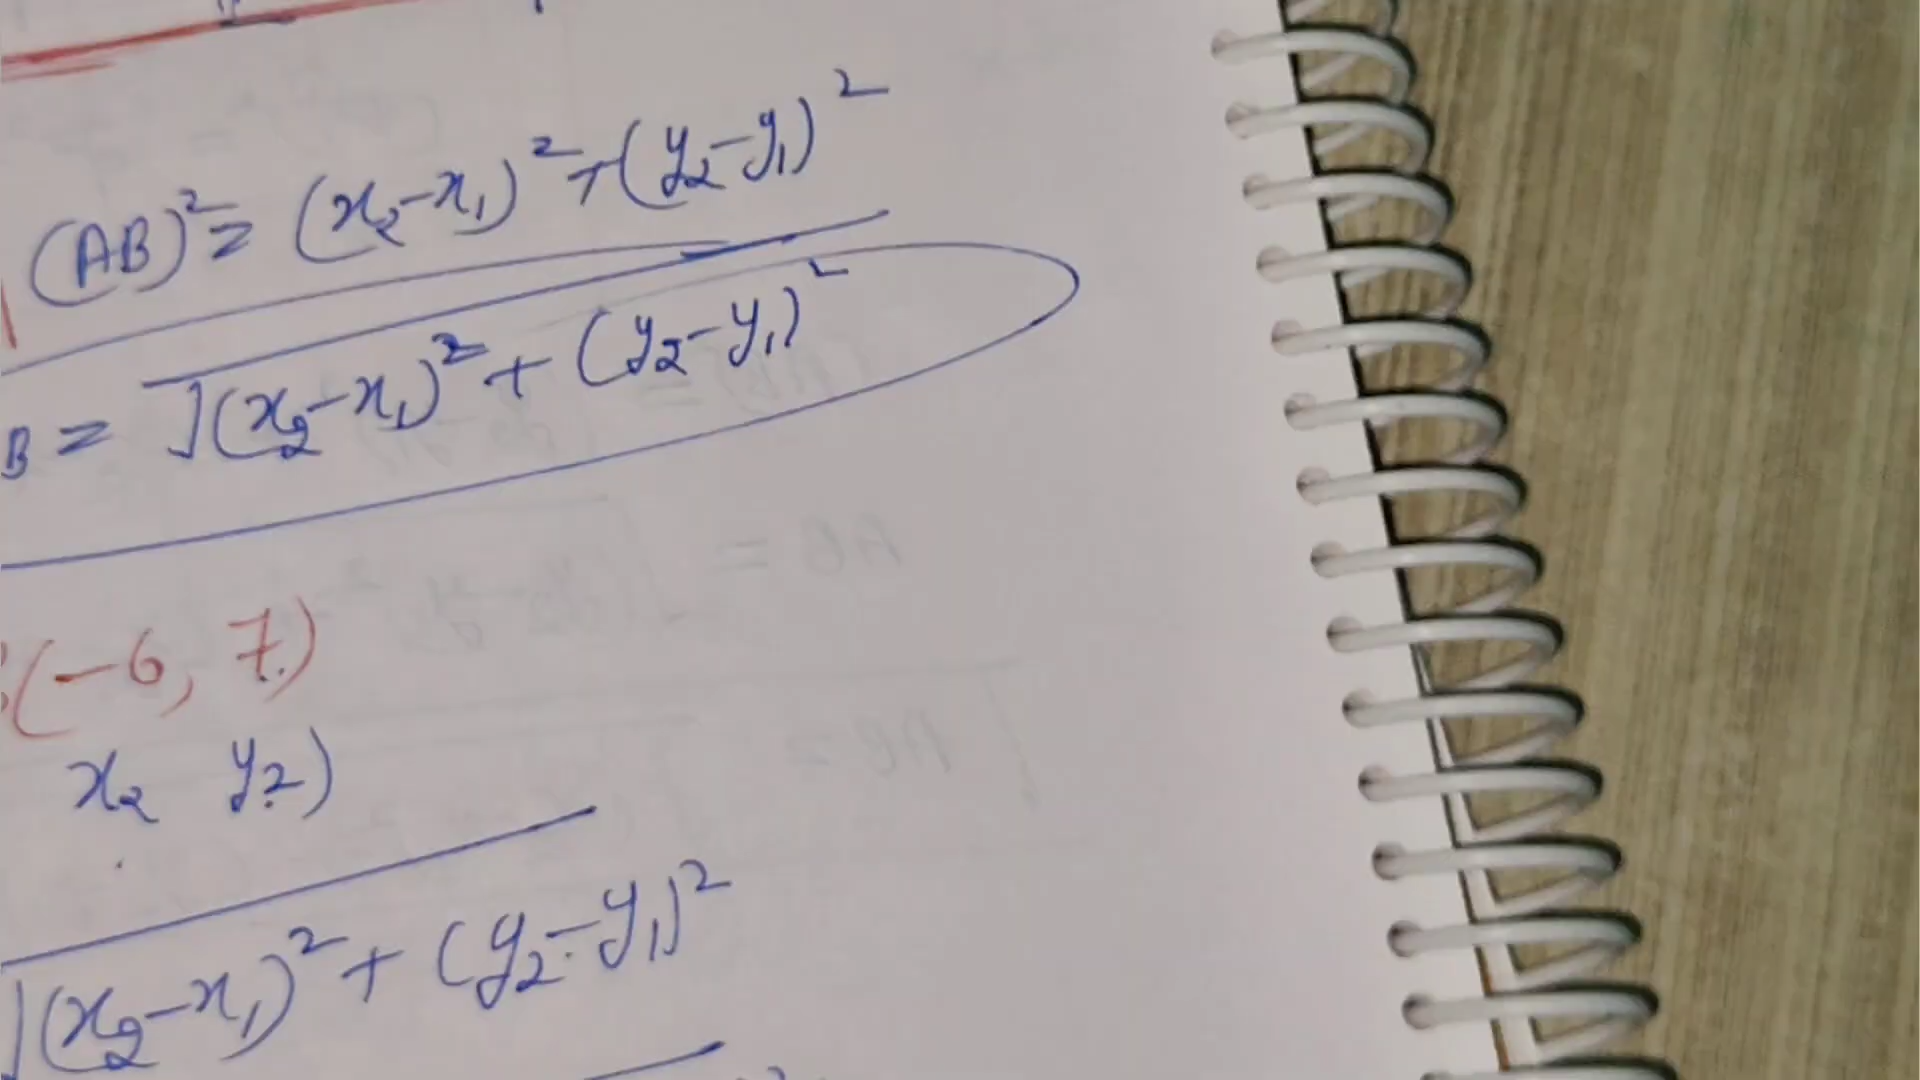 (AB)² = (x₂-x₁)² + (y₂-y₁)²
B = √(x₂-x₁)² + (y₂-y₁)²
(-6, 7)
x₂ y₂)
√(x₂-x₁)² + (y₂-y₁)²